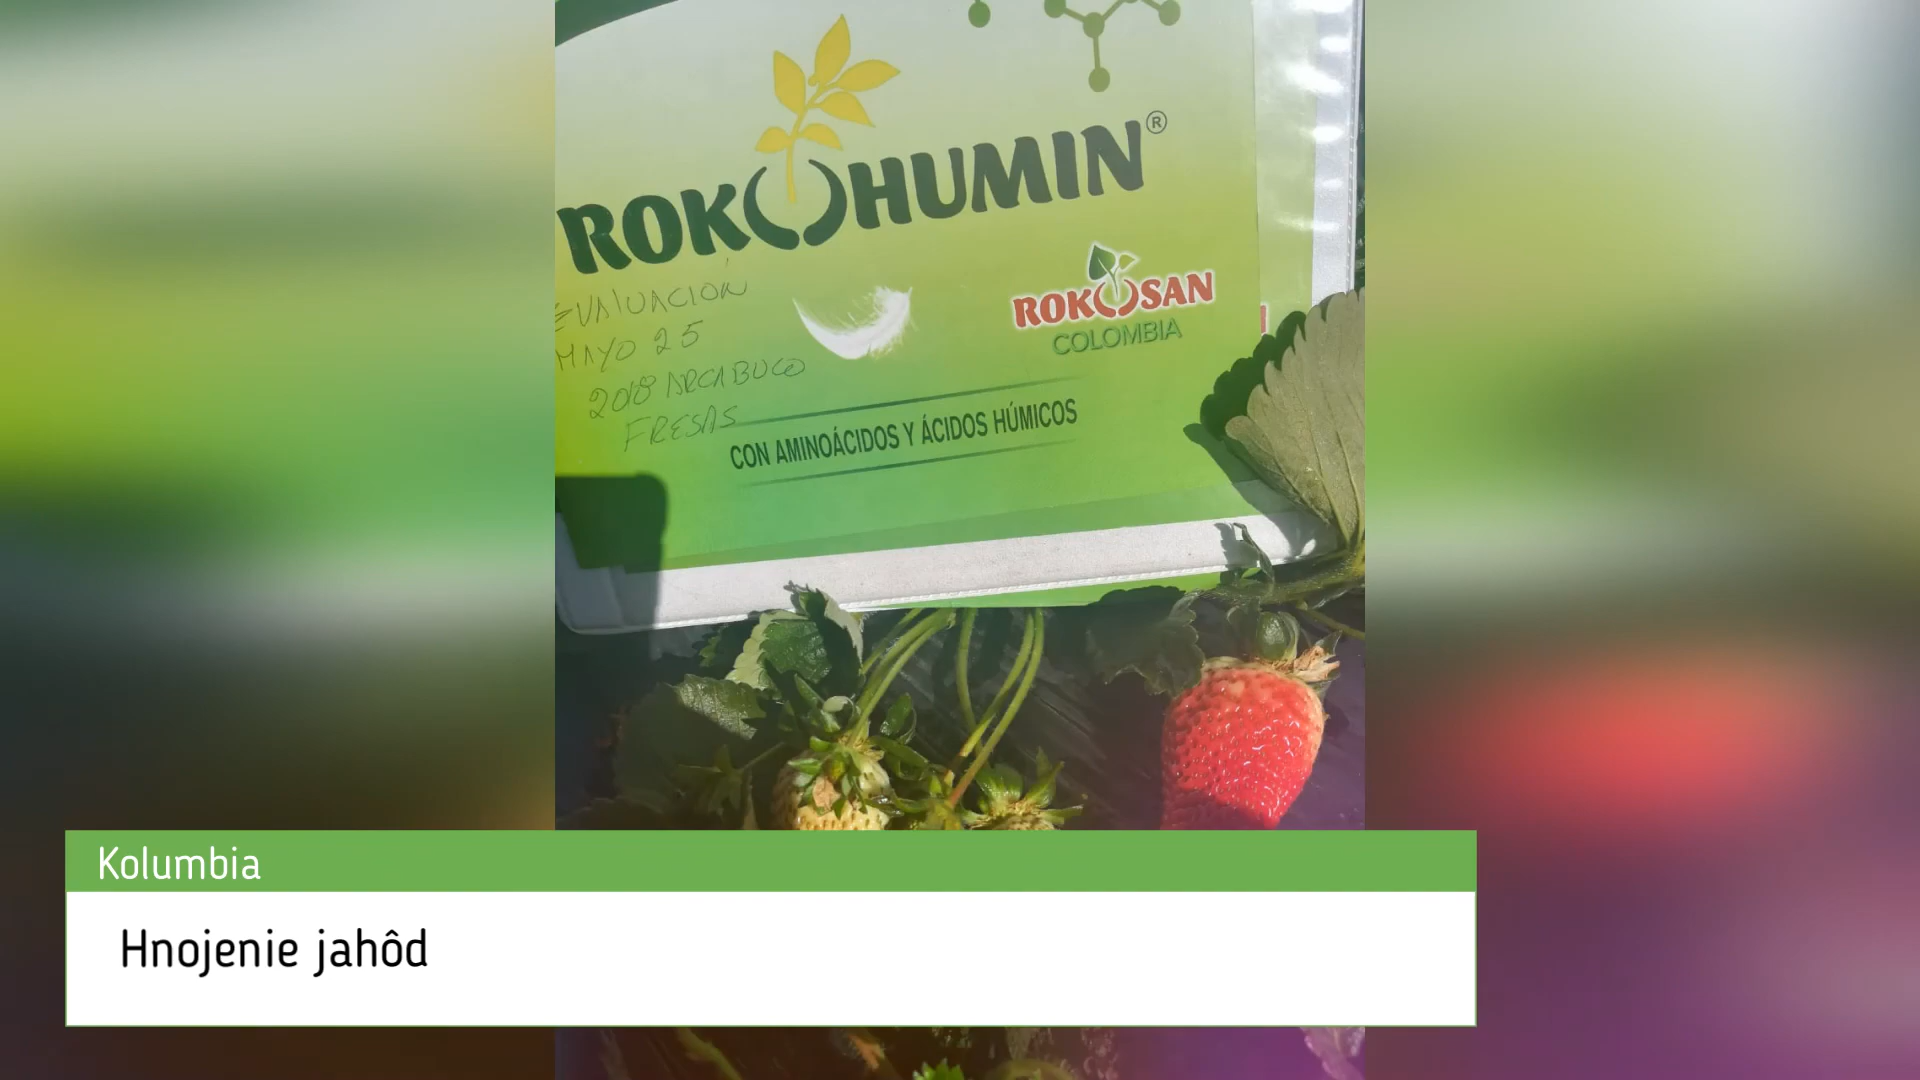 ROKOHUMIN®
EVALUACION
MAYO 25
2018 ARCABUCO
FRESAS
ROKOSAN
COLOMBIA
CON AMINOÁCIDOS Y ÁCIDOS HÚMICOS
Kolumbia
Hnojenie jahôd